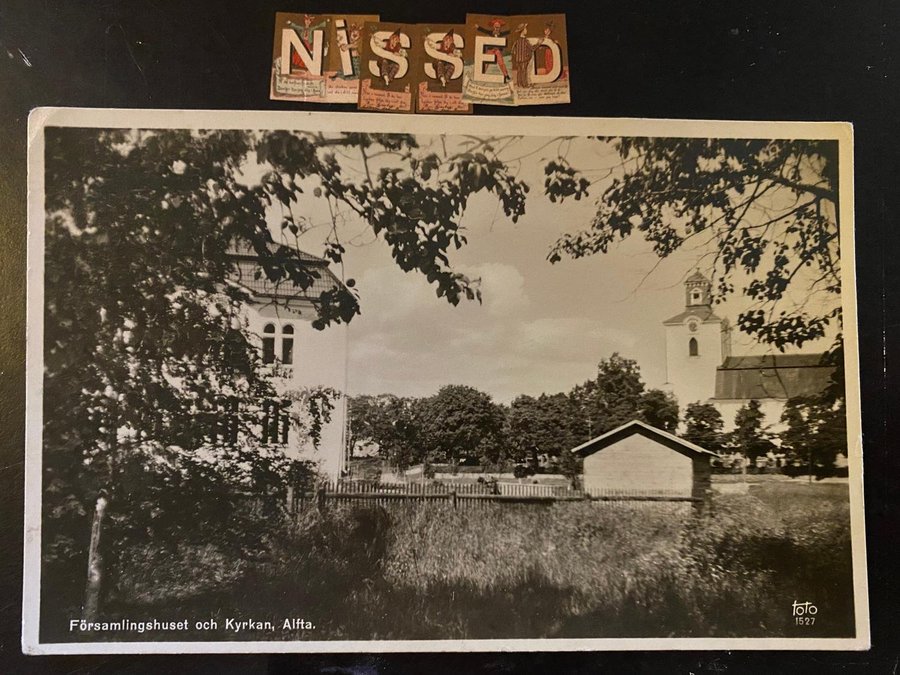 NISSED
Församlingshuset och Kyrkan, Alfta.
foto
1527